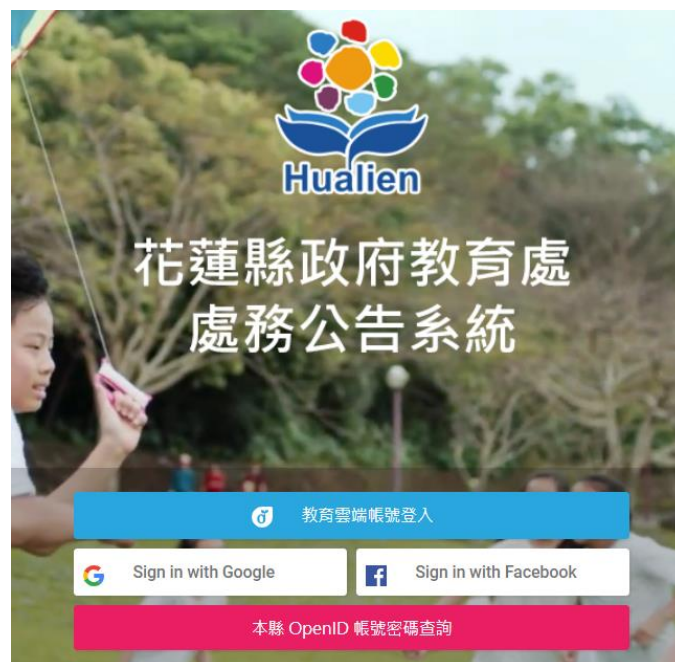 Hualien
花蓮縣政府教育處
處務公告系統
教育雲端帳號登入
Sign in with Google
Sign in with Facebook
本縣 OpenID 帳號密碼查詢